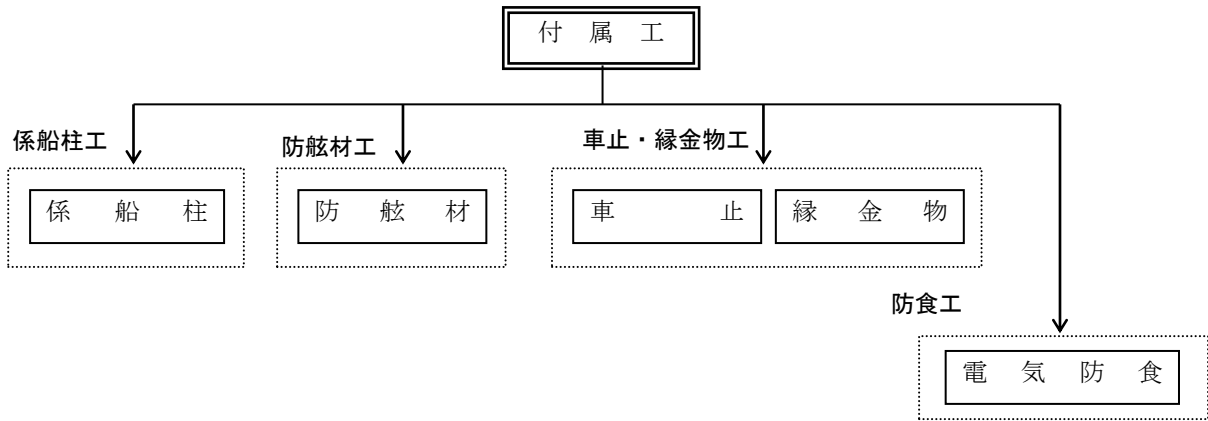 付属工
係船柱工
防舷材工
車止・縁金物工
係船柱
防舷材
車止
縁金物
防食工
電気防食